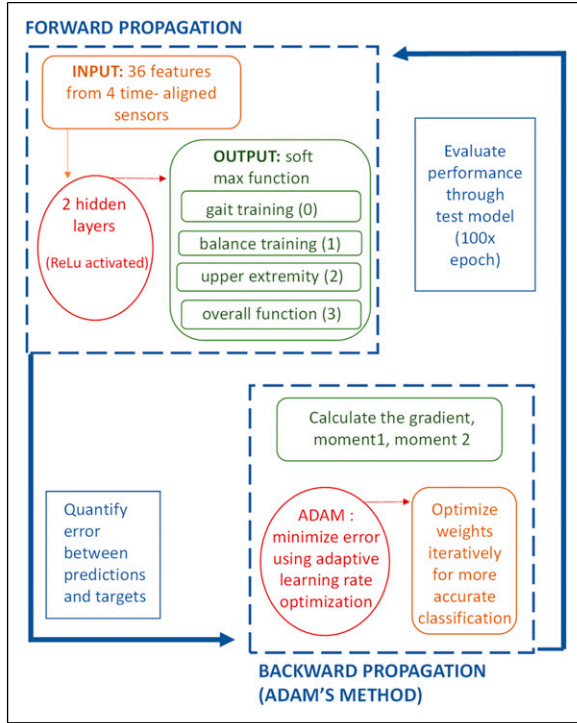 FORWARD PROPAGATION
INPUT: 36 features
from 4 time- aligned
sensors
2 hidden
layers
(ReLu activated)
OUTPUT: soft
max function
gait training (0)
balance training (1)
upper extremity (2)
overall function (3)
Evaluate
performance
through
test model
(100x
epoch)
Quantify
error
between
predictions
and targets
Calculate the gradient,
moment1, moment 2
ADAM :
minimize error
using adaptive
learning rate
optimization
Optimize
weights
iteratively
for more
accurate
classification
BACKWARD PROPAGATION
(ADAM'S METHOD)